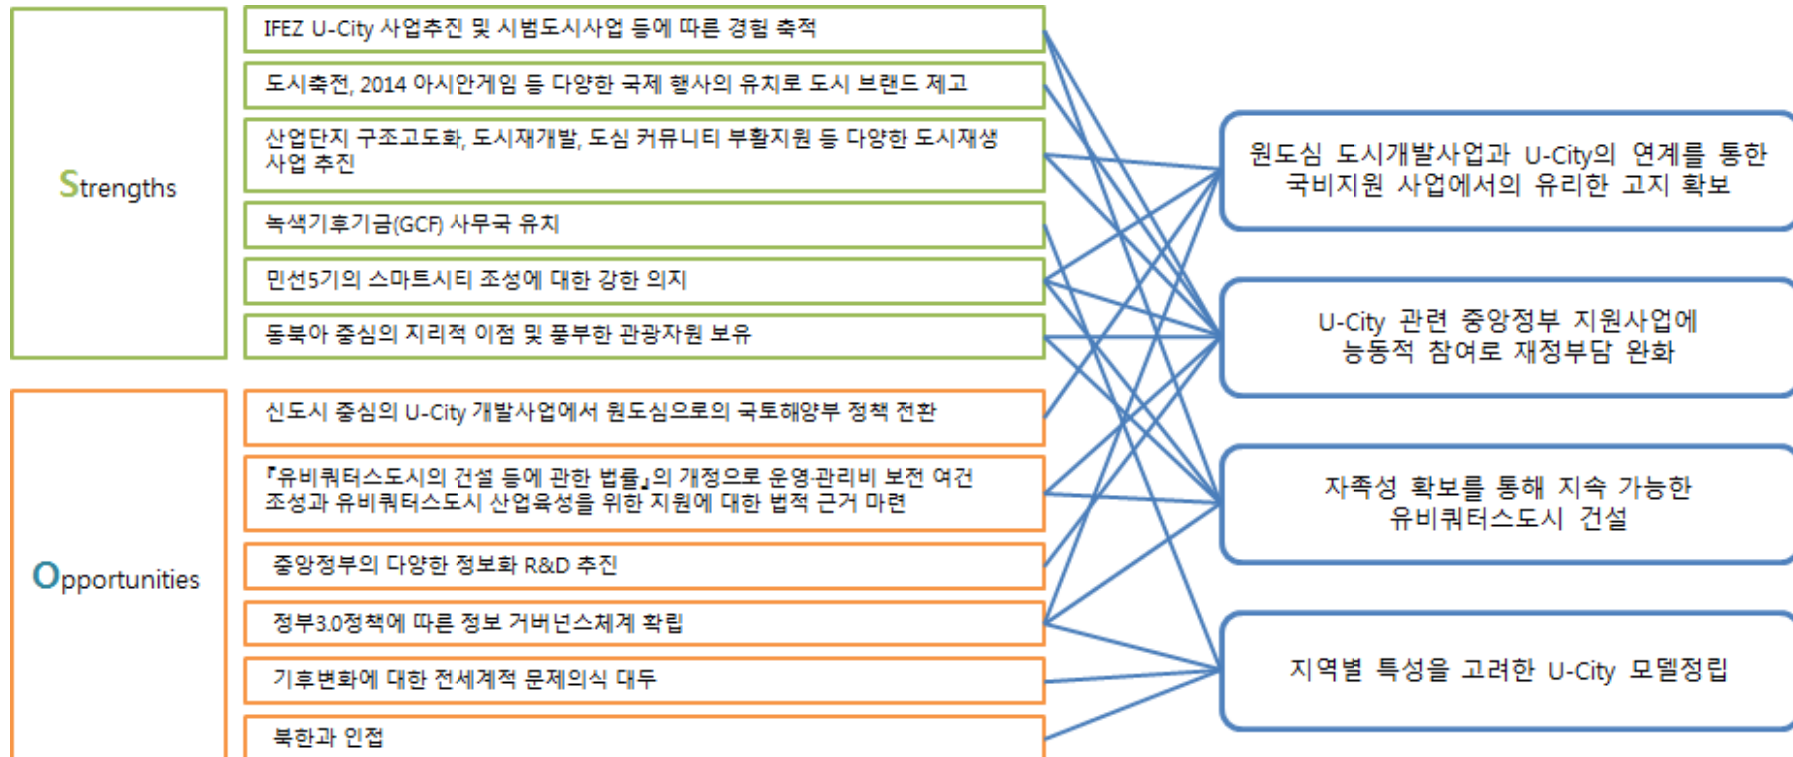 Strengths
IFEZ U-City 사업추진 및 시범도시사업 등에 따른 경험 축적
도시축전, 2014 아시안게임 등 다양한 국제 행사의 유치로 도시 브랜드 제고
산업단지 구조고도화, 도시재개발, 도심 커뮤니티 부활지원 등 다양한 도시재생
사업 추진
녹색기후기금(GCF) 사무국 유치
민선5기의 스마트시티 조성에 대한 강한 의지
동북아 중심의 지리적 이점 및 풍부한 관광자원 보유
Opportunities
신도시 중심의 U-City 개발사업에서 원도심으로의 국토해양부 정책 전환
『유비쿼터스도시의 건설 등에 관한 법률』의 개정으로 운영·관리비 보전 여건
조성과 유비쿼터스도시 산업육성을 위한 지원에 대한 법적 근거 마련
중앙정부의 다양한 정보화 R&D 추진
정부3.0정책에 따른 정보 거버넌스체계 확립
기후변화에 대한 전세계적 문제의식 대두
북한과 인접
원도심 도시개발사업과 U-City의 연계를 통한
국비지원 사업에서의 유리한 고지 확보
U-City 관련 중앙정부 지원사업에
능동적 참여로 재정부담 완화
자족성 확보를 통해 지속 가능한
유비쿼터스도시 건설
지역별 특성을 고려한 U-City 모델정립